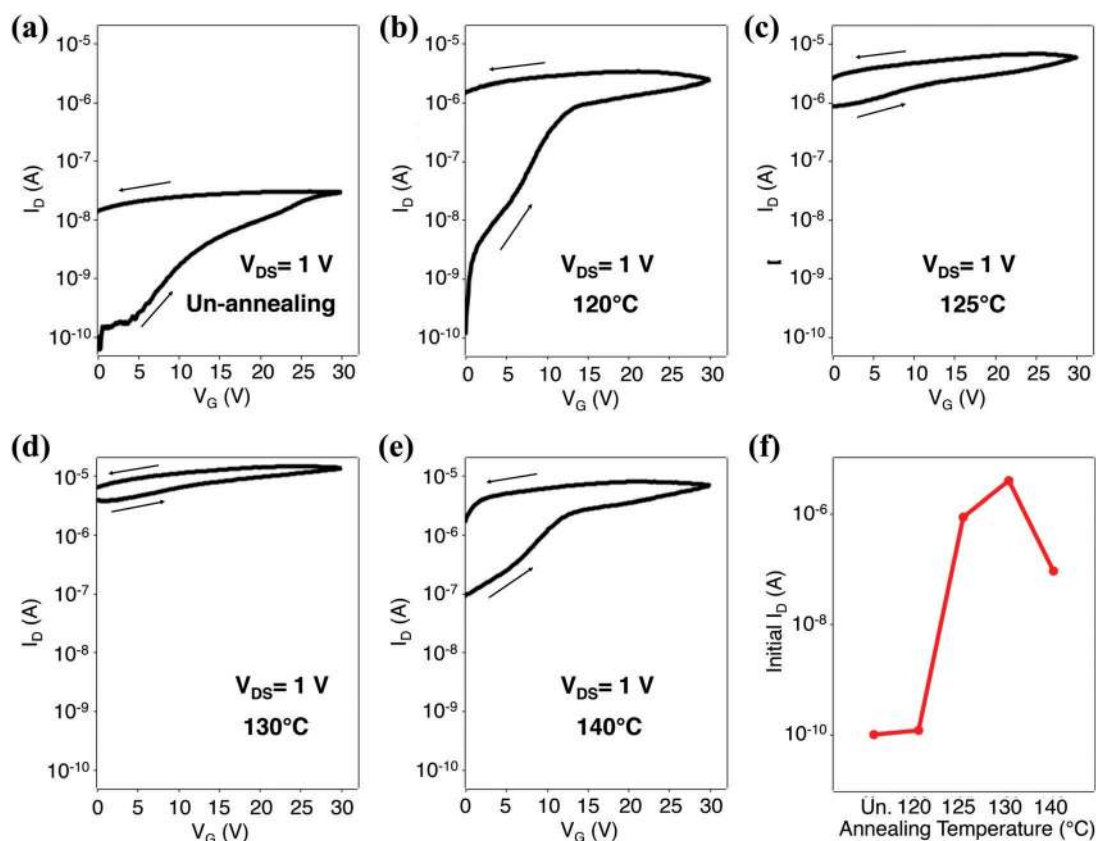 (a)
10⁻⁵
10⁻⁶
10⁻⁷
10⁻⁸
10⁻⁹
10⁻¹⁰
I_D (A)
V_DS= 1 V
Un-annealing
0 5 10 15 20 25 30
V_G (V)
(b)
10⁻⁵
10⁻⁶
10⁻⁷
10⁻⁸
10⁻⁹
10⁻¹⁰
I_D (A)
V_DS= 1 V
120°C
0 5 10 15 20 25 30
V_G (V)
(c)
10⁻⁵
10⁻⁶
10⁻⁷
10⁻⁸
10⁻⁹
10⁻¹⁰
I_D (A)
V_DS= 1 V
125°C
0 5 10 15 20 25 30
V_G (V)
(d)
10⁻⁵
10⁻⁶
10⁻⁷
10⁻⁸
10⁻⁹
10⁻¹⁰
I_D (A)
V_DS= 1 V
130°C
0 5 10 15 20 25 30
V_G (V)
(e)
10⁻⁵
10⁻⁶
10⁻⁷
10⁻⁸
10⁻⁹
10⁻¹⁰
I_D (A)
V_DS= 1 V
140°C
0 5 10 15 20 25 30
V_G (V)
(f)
10⁻⁶
10⁻⁸
10⁻¹⁰
Initial I_D (A)
Un. 120 125 130 140
Annealing Temperature (°C)